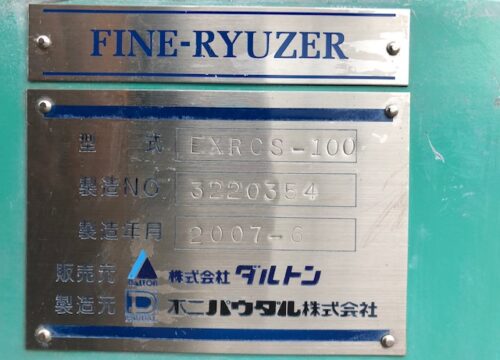 FINE-RYUZER
型 式 EXRCS-100
製造NO 3220354
製造年月 2007-6
販売元 DALTON 株式会社 ダルトン
製造元 不二パウダル株式会社